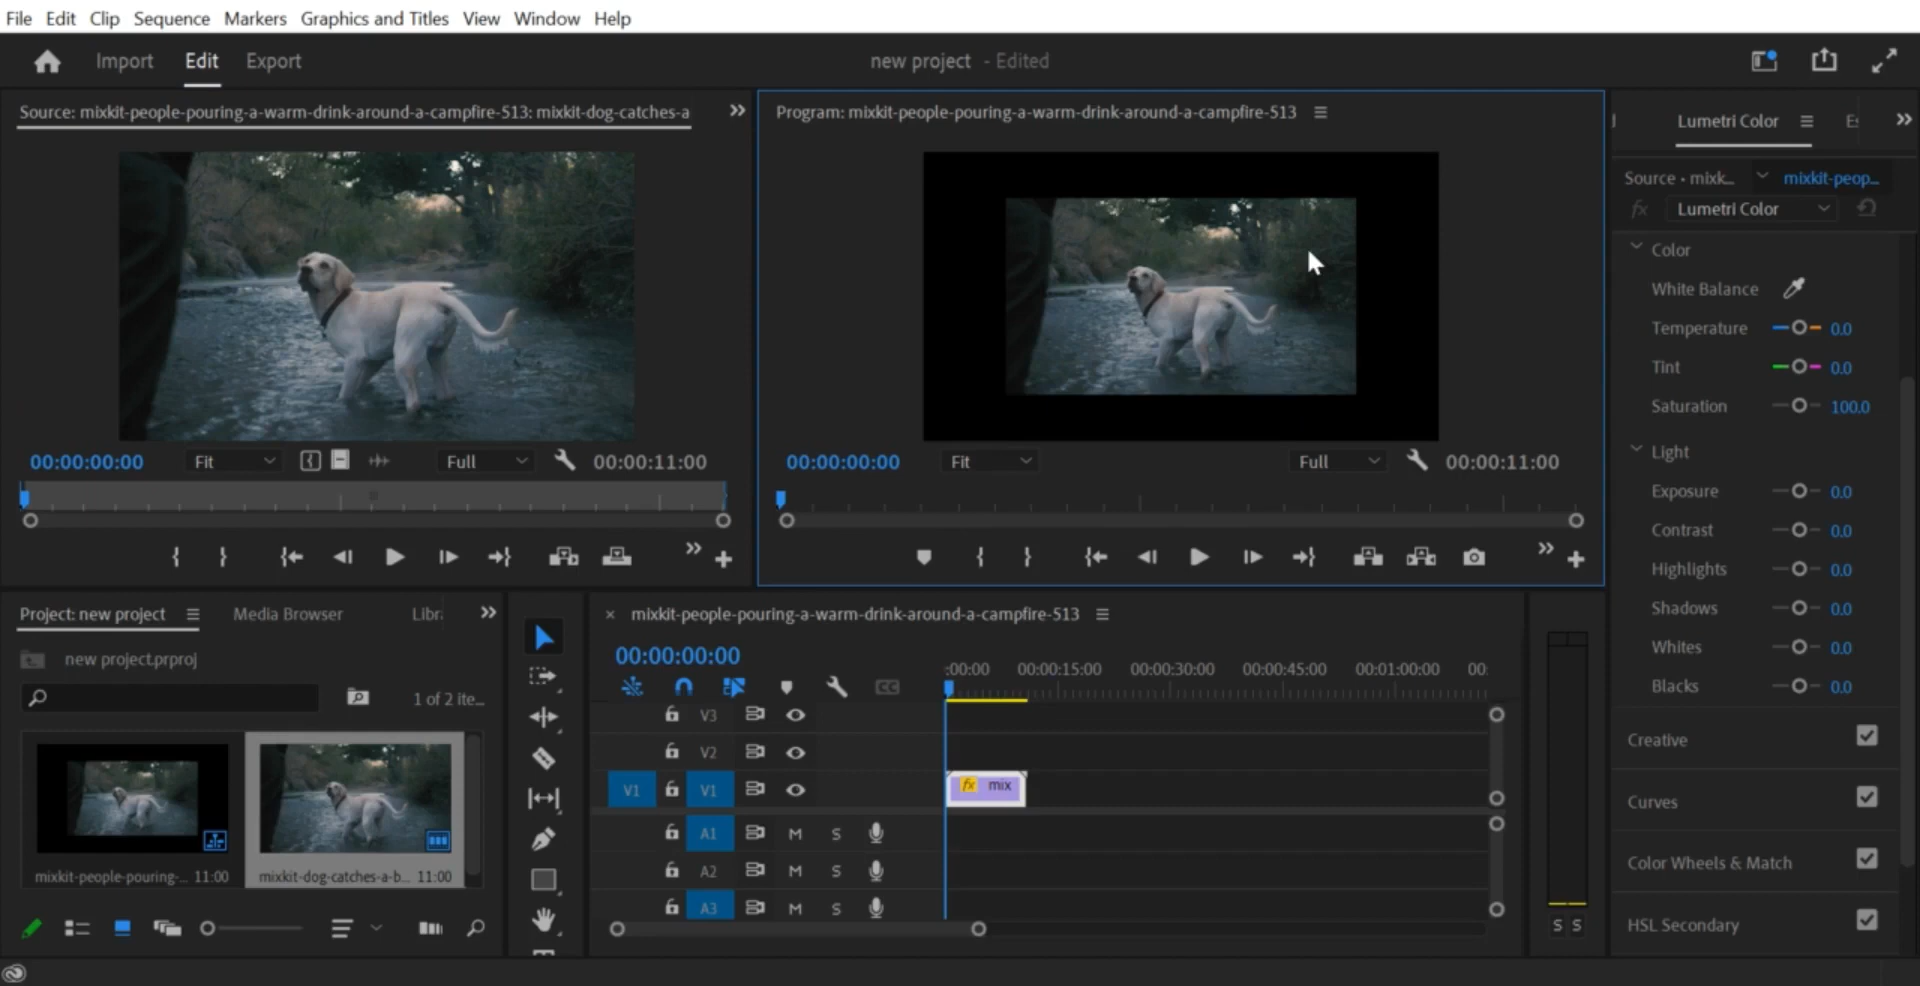 File Edit Clip Sequence Markers Graphics and Titles View Window Help
Import Edit Export
new project - Edited
Source: mixkit-people-pouring-a-warm-drink-around-a-campfire-513: mixkit-dog-catches-a
00:00:00:00 Fit Full 00:00:11:00
Program: mixkit-people-pouring-a-warm-drink-around-a-campfire-513
00:00:00:00 Fit Full 00:00:11:00
Lumetri Color
Source • mixk... mixkit-peop...
fx Lumetri Color
Color
White Balance
Temperature 0.0
Tint 0.0
Saturation 100.0
Light
Exposure 0.0
Contrast 0.0
Highlights 0.0
Shadows 0.0
Whites 0.0
Blacks 0.0
Creative
Curves
Color Wheels & Match
HSL Secondary
Project: new project Media Browser Libr
new project.prproj
1 of 2 ite...
mixkit-people-pouring-... 11:00
mixkit-dog-catches-a-b... 11:00
× mixkit-people-pouring-a-warm-drink-around-a-campfire-513
00:00:00:00
:00:00 00:00:15:00 00:00:30:00 00:00:45:00 00:01:00:00 00:
CC
V3
V2
V1 V1 fx mix
A1 M S
A2 M S
A3 M S
S S